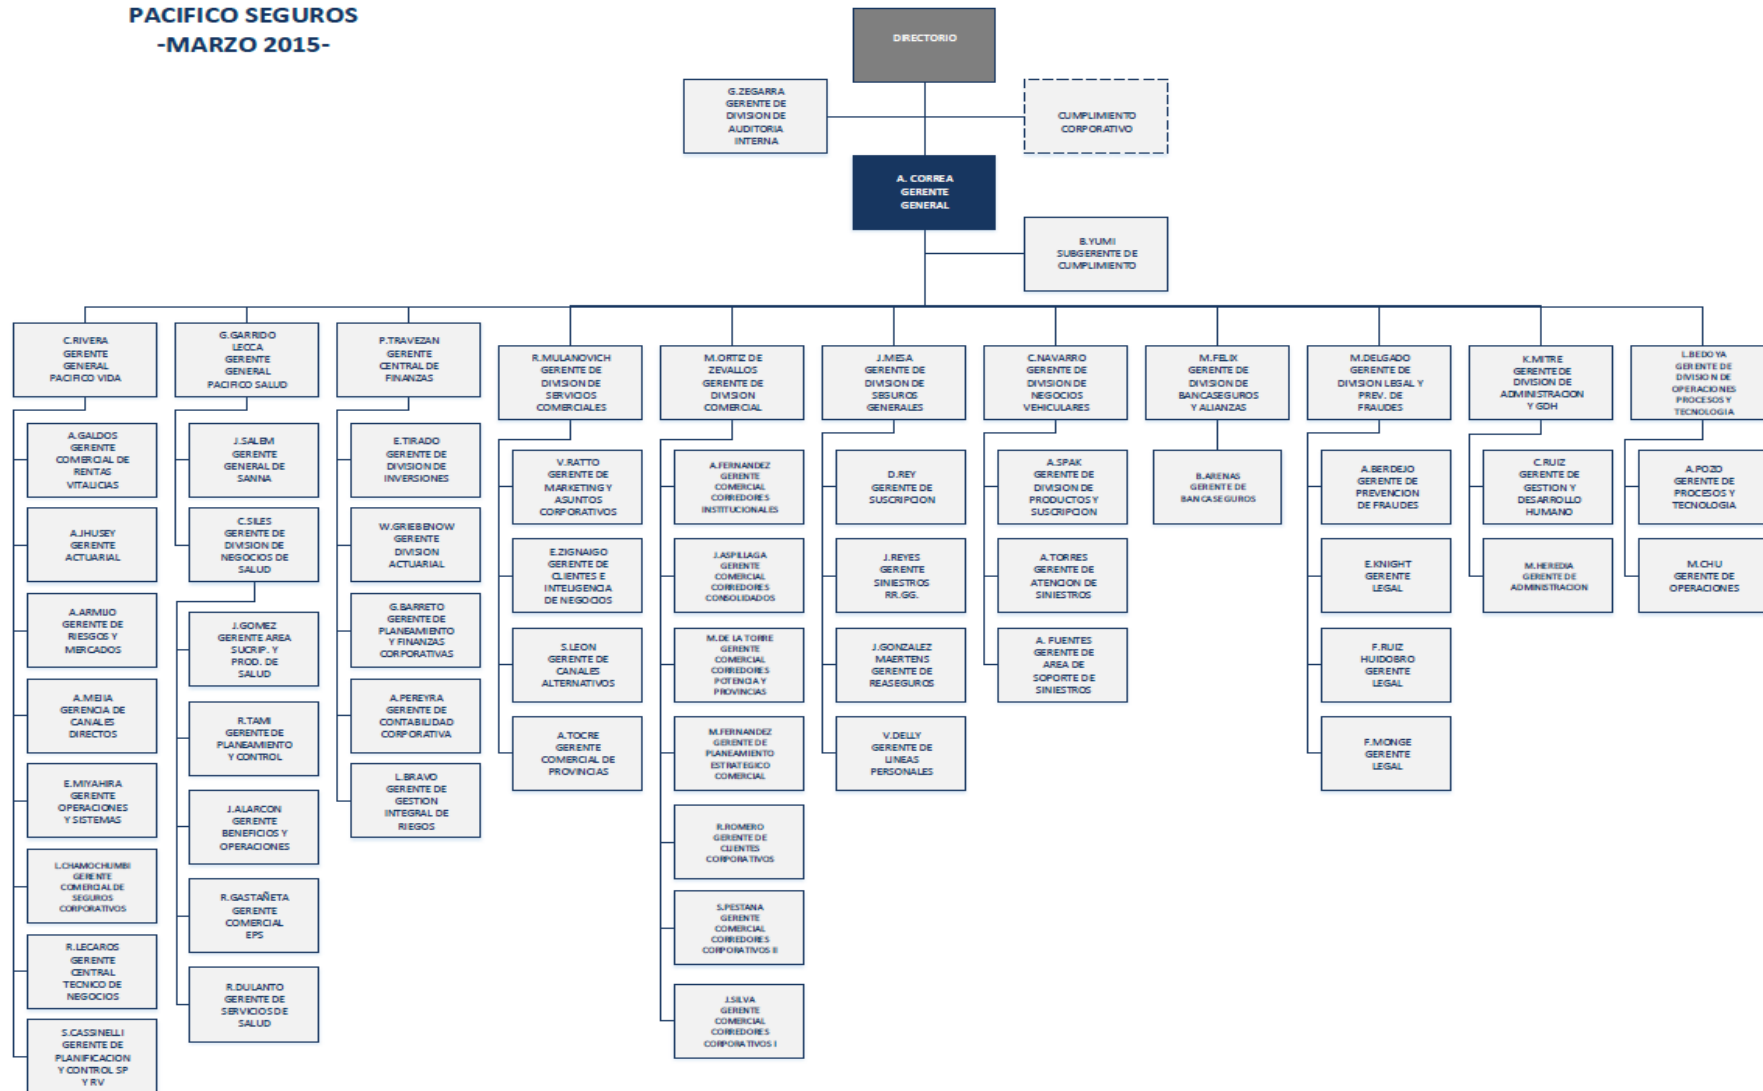 PACIFICO SEGUROS
-MARZO 2015-
DIRECTORIO
G.ZEGARRA
GERENTE DE
DIVISION DE
AUDITORIA
INTERNA
CUMPLIMIENTO
CORPORATIVO
A. CORREA
GERENTE
GENERAL
B.YUMI
SUBGERENTE DE
CUMPLIMIENTO
C.RIVERA
GERENTE
GENERAL
PACIFICO VIDA
G.GARRIDO
LECCA
GERENTE
GENERAL
PACIFICO SALUD
P.TRAVEZAN
GERENTE
CENTRAL DE
FINANZAS
R.MULANOVICH
GERENTE DE
DIVISION DE
SERVICIOS
COMERCIALES
M.ORTIZ DE
ZEVALLOS
GERENTE DE
DIVISION
COMERCIAL
J.MESA
GERENTE DE
DIVISION DE
SEGUROS
GENERALES
C.NAVARRO
GERENTE DE
DIVISION DE
NEGOCIOS
VEHICULARES
M.FELIX
GERENTE DE
DIVISION DE
BANCASEGUROS
Y ALIANZAS
M.DELGADO
GERENTE DE
DIVISION LEGAL Y
PREV. DE
FRAUDES
K.MITRE
GERENTE DE
DIVISION DE
ADMINISTRACION
Y GDH
L.BEDOYA
GERENTE DE
DIVISION DE
OPERACIONES
PROCESOS Y
TECNOLOGIA
A.GALDOS
GERENTE
COMERCIAL DE
RENTAS
VITALICIAS
A.JHUSEY
GERENTE
ACTUARIAL
A.ARMIJO
GERENTE DE
RIESGOS Y
MERCADOS
A.MEJIA
GERENCIA DE
CANALES
DIRECTOS
E.MIYAHIRA
GERENTE
OPERACIONES
Y SISTEMAS
L.CHAMOCHUMBI
GERENTE
COMERCIAL DE
SEGUROS
CORPORATIVOS
R.LECAROS
GERENTE
CENTRAL
TECNICO DE
NEGOCIOS
S.CASSINELLI
GERENTE DE
PLANIFICACION
Y CONTROL SP
Y RV
J.SALEM
GERENTE
GENERAL DE
SANNA
C.SILES
GERENTE DE
DIVISION DE
NEGOCIOS DE
SALUD
J.GOMEZ
GERENTE AREA
SUCRIP. Y
PROD. DE
SALUD
R.TAMI
GERENTE DE
PLANEAMIENTO
Y CONTROL
J.ALARCON
GERENTE
BENEFICIOS Y
OPERACIONES
R.GASTAÑETA
GERENTE
COMERCIAL
EPS
R.DULANTO
GERENTE DE
SERVICIOS DE
SALUD
E.TIRADO
GERENTE DE
DIVISION DE
INVERSIONES
W.GRIEBENOW
GERENTE
DIVISION
ACTUARIAL
G.BARRETO
GERENTE DE
PLANEAMIENTO
Y FINANZAS
CORPORATIVAS
A.PEREYRA
GERENTE DE
CONTABILIDAD
CORPORATIVA
L.BRAVO
GERENTE DE
GESTION
INTEGRAL DE
RIEGOS
V.RATTO
GERENTE DE
MARKETING Y
ASUNTOS
CORPORATIVOS
E.ZIGNAIGO
GERENTE DE
CLIENTES E
INTELIGENCIA
DE NEGOCIOS
S.LEON
GERENTE DE
CANALES
ALTERNATIVOS
A.TOCRE
GERENTE
COMERCIAL DE
PROVINCIAS
A.FERNANDEZ
GERENTE
COMERCIAL
CORREDORES
INSTITUCIONALES
J.ASPILLAGA
GERENTE
COMERCIAL
CORREDORES
CONSOLIDADOS
M.DE LA TORRE
GERENTE
COMERCIAL
CORREDORES
POTENCIA Y
PROVINCIAS
M.FERNANDEZ
GERENTE DE
PLANEAMIENTO
ESTRATEGICO
COMERCIAL
R.ROMERO
GERENTE DE
CLIENTES
CORPORATIVOS
S.PESTANA
GERENTE
COMERCIAL
CORREDORES
CORPORATIVOS II
J.SILVA
GERENTE
COMERCIAL
CORREDORES
CORPORATIVOS I
D.REY
GERENTE DE
SUSCRIPCION
J.REYES
GERENTE
SINIESTROS
RR.GG.
J.GONZALEZ
MAERTENS
GERENTE DE
REASEGUROS
V.DELLY
GERENTE DE
LINEAS
PERSONALES
A.SPAK
GERENTE DE
DIVISION DE
PRODUCTOS Y
SUSCRIPCION
A.TORRES
GERENTE DE
ATENCION DE
SINIESTROS
A. FUENTES
GERENTE DE
AREA DE
SOPORTE DE
SINIESTROS
B.ARENAS
GERENTE DE
BANCASEGUROS
A.BERDEJO
GERENTE DE
PREVENCION
DE FRAUDES
E.KNIGHT
GERENTE
LEGAL
F.RUIZ
HUIDOBRO
GERENTE
LEGAL
F.MONGE
GERENTE
LEGAL
C.RUIZ
GERENTE DE
GESTION Y
DESARROLLO
HUMANO
M.HEREDIA
GERENTE DE
ADMINISTRACION
A.POZO
GERENTE DE
PROCESOS Y
TECNOLOGIA
M.CHU
GERENTE DE
OPERACIONES